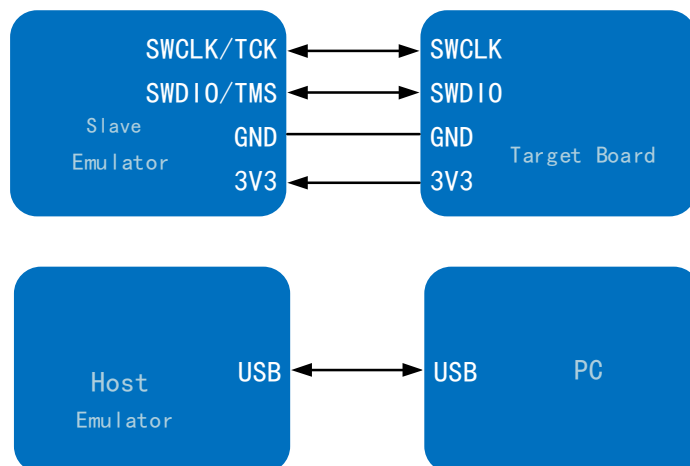 SWCLK/TCK SWCLK
SWDIO/TMS SWDIO
Slave
Emulator
GND GND
Target Board
3V3 3V3
Host
Emulator
USB USB
PC